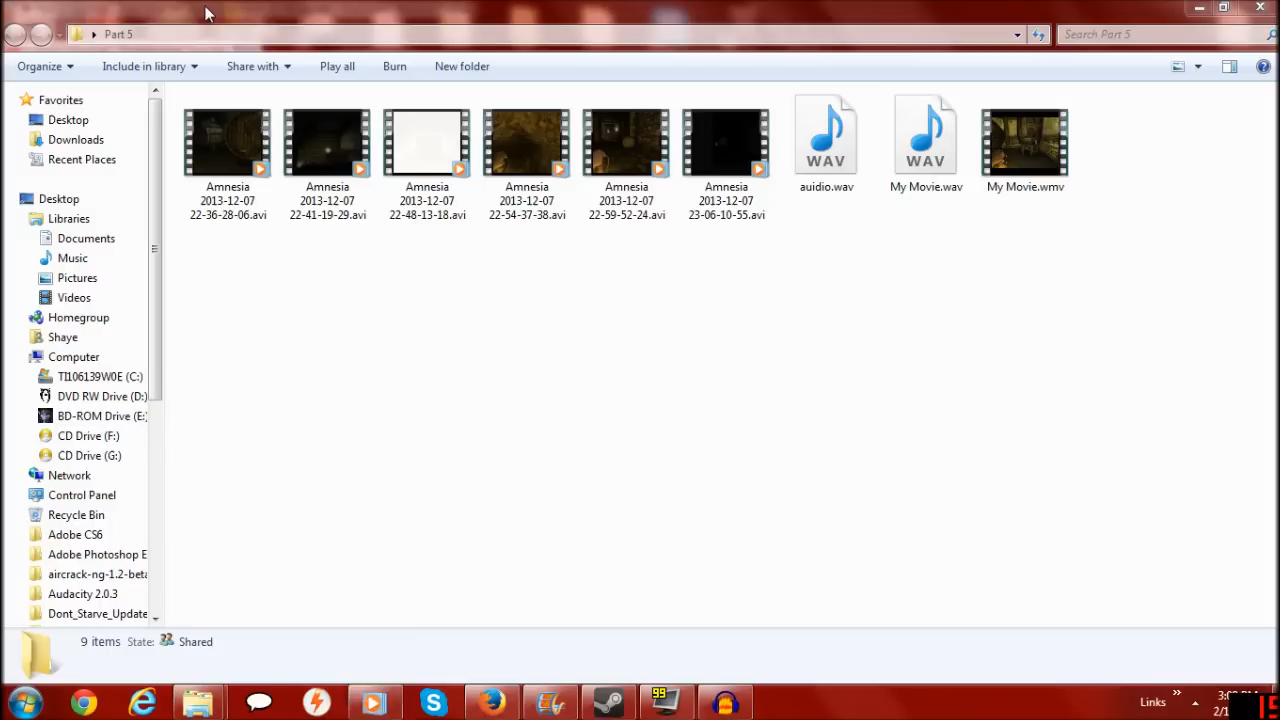 Part 5
Search Part 5
Organize
Include in library
Share with
Play all
Burn
New folder
Favorites
Desktop
Downloads
Recent Places
Desktop
Libraries
Documents
Music
Pictures
Videos
Homegroup
Shaye
Computer
TI106139W0E (C:)
DVD RW Drive (D:)
BD-ROM Drive (E:)
CD Drive (F:)
CD Drive (G:)
Network
Control Panel
Recycle Bin
Adobe CS6
Adobe Photoshop E
aircrack-ng-1.2-beta
Audacity 2.0.3
Dont_Starve_Update
Amnesia
2013-12-07
22-36-28-06.avi
Amnesia
2013-12-07
22-41-19-29.avi
Amnesia
2013-12-07
22-48-13-18.avi
Amnesia
2013-12-07
22-54-37-38.avi
Amnesia
2013-12-07
22-59-52-24.avi
Amnesia
2013-12-07
23-06-10-55.avi
WAV
auidio.wav
WAV
My Movie.wav
My Movie.wmv
9 items State: Shared
99
Links